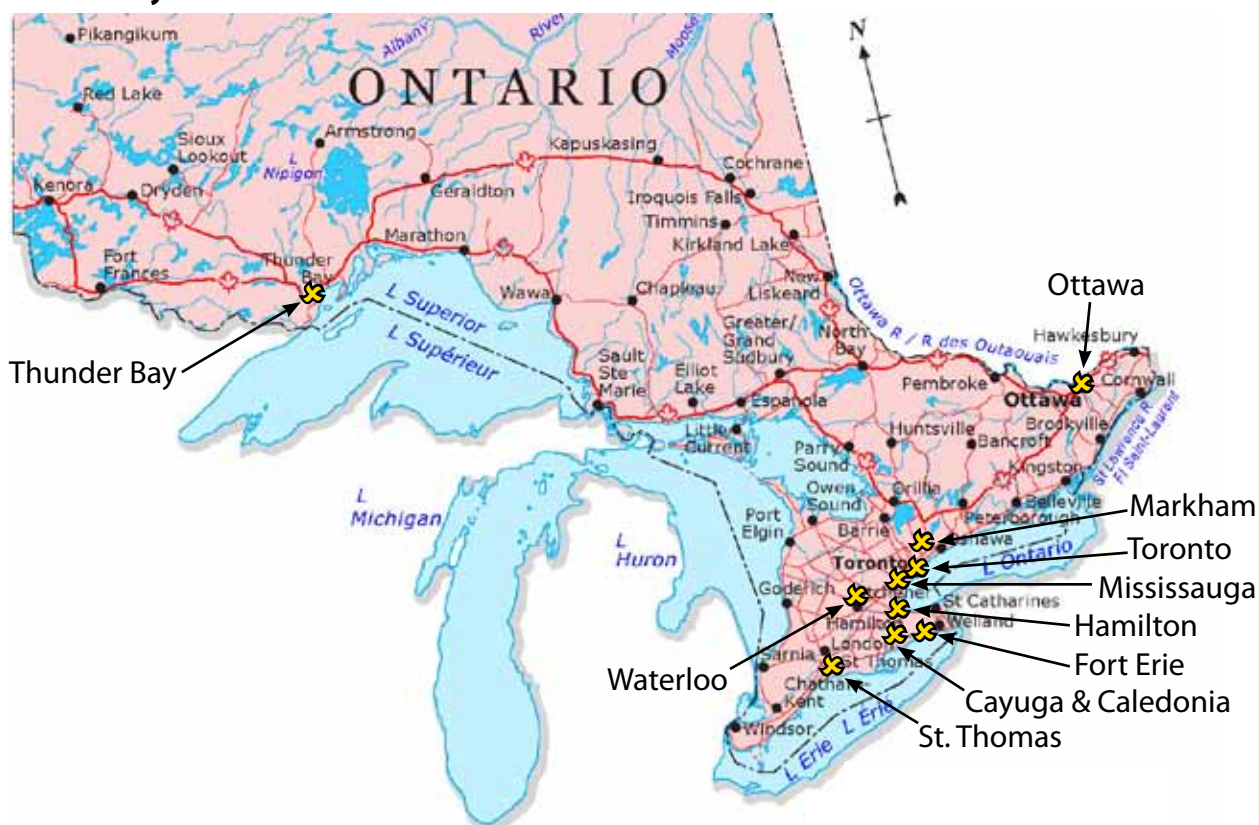 Pikangikum
Albany
River
Moose
N
ONTARIO
Red Lake
Sioux
Lookout
Armstrong
L
Nipigon
Kapuskasing
Cochrane
Kenora
Dryden
Geraldton
Iroquois Falls
Timmins
Kirkland Lake
Marathon
Fort
Frances
Thunder
Bay
L Superior
L Supérieur
Wawa
Chapleau
New
Liskeard
Ottawa R / R des Outaouais
Ottawa
Greater/
Grand
Sudbury
North
Bay
Hawkesbury
Thunder Bay
Sault
Ste
Marie
Elliot
Lake
Espanola
Pembroke
Ottawa
Cornwall
Little
Current
Parry
Sound
Huntsville
Bancroft
Brockville
Kingston
St Lawrence R
Fl Saint-Laurent
L
Michigan
L
Huron
Owen
Sound
Port
Elgin
Orillia
Barrie
Peterborough
Belleville
Markham
Toronto
L Ontario
Toronto
Mississauga
Goderich
St Catharines
Hamilton
Welland
Hamilton
London
Sarnia
St Thomas
Fort Erie
Waterloo
Chatham-
Kent
Cayuga & Caledonia
Windsor
L Erie
L Erié
St. Thomas